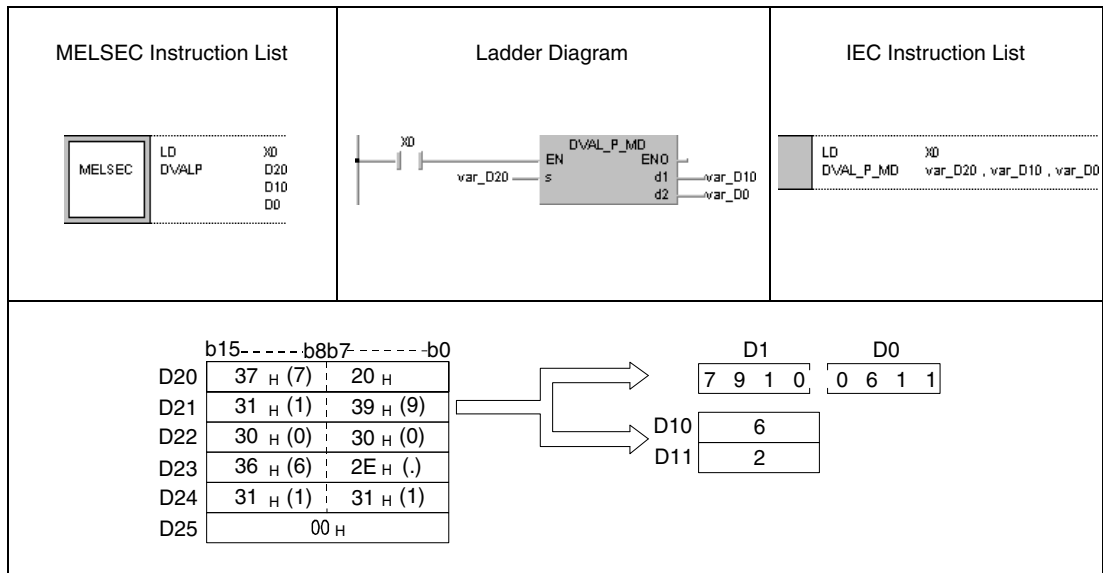 MELSEC Instruction List
Ladder Diagram
IEC Instruction List
MELSEC
LD X0
DVALP D20
D10
D0
X0
DVAL_P_MD
EN ENO
var_D20 s d1 var_D10
d2 var_D0
LD X0
DVAL_P_MD var_D20 , var_D10 , var_D0
b15------b8b7------b0
D20 37 H (7) 20 H
D21 31 H (1) 39 H (9)
D22 30 H (0) 30 H (0)
D23 36 H (6) 2E H (.)
D24 31 H (1) 31 H (1)
D25 00 H
D1 D0
7 9 1 0 0 6 1 1
D10 6
D11 2